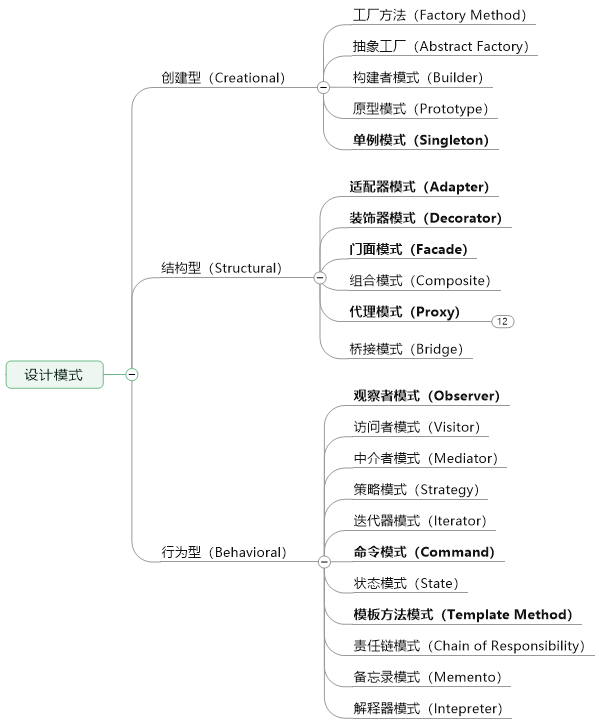 工厂方法（Factory Method）
抽象工厂（Abstract Factory）
创建型（Creational）
构建者模式（Builder）
原型模式（Prototype）
单例模式（Singleton）
适配器模式（Adapter）
装饰器模式（Decorator）
门面模式（Facade）
结构型（Structural）
组合模式（Composite）
代理模式（Proxy）
12
桥接模式（Bridge）
设计模式
观察者模式（Observer）
访问者模式（Visitor）
中介者模式（Mediator）
策略模式（Strategy）
迭代器模式（Iterator）
行为型（Behavioral）
命令模式（Command）
状态模式（State）
模板方法模式（Template Method）
责任链模式（Chain of Responsibility）
备忘录模式（Memento）
解释器模式（Intepreter）